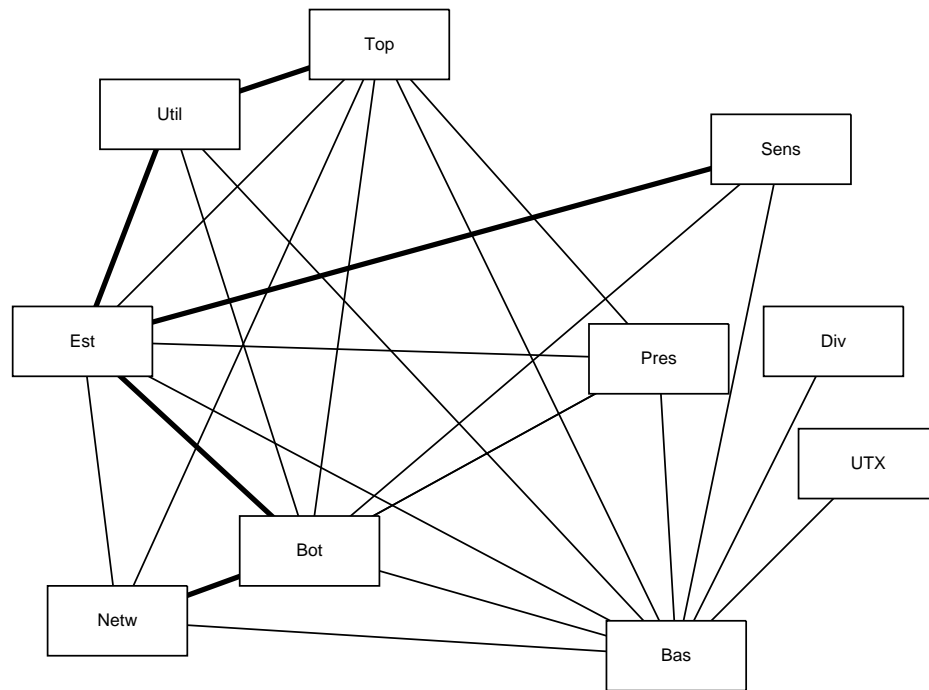 Top
Util
Sens
Est
Pres
Div
UTX
Bot
Netw
Bas